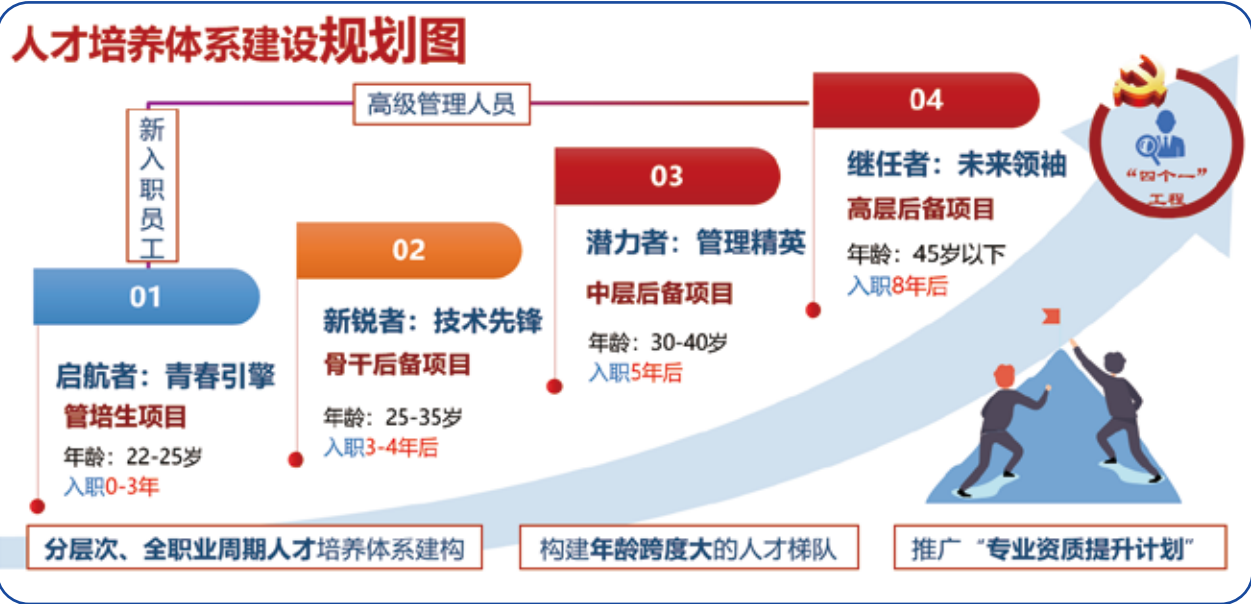 人才培养体系建设规划图
高级管理人员
新入职员工
01
启航者：青春引擎
管培生项目
年龄：22-25岁
入职0-3年
02
新锐者：技术先锋
骨干后备项目
年龄：25-35岁
入职3-4年后
03
潜力者：管理精英
中层后备项目
年龄：30-40岁
入职5年后
04
继任者：未来领袖
高层后备项目
年龄：45岁以下
入职8年后
“四个一”
工程
分层次、全职业周期人才培养体系建构
构建年龄跨度大的人才梯队
推广“专业资质提升计划”